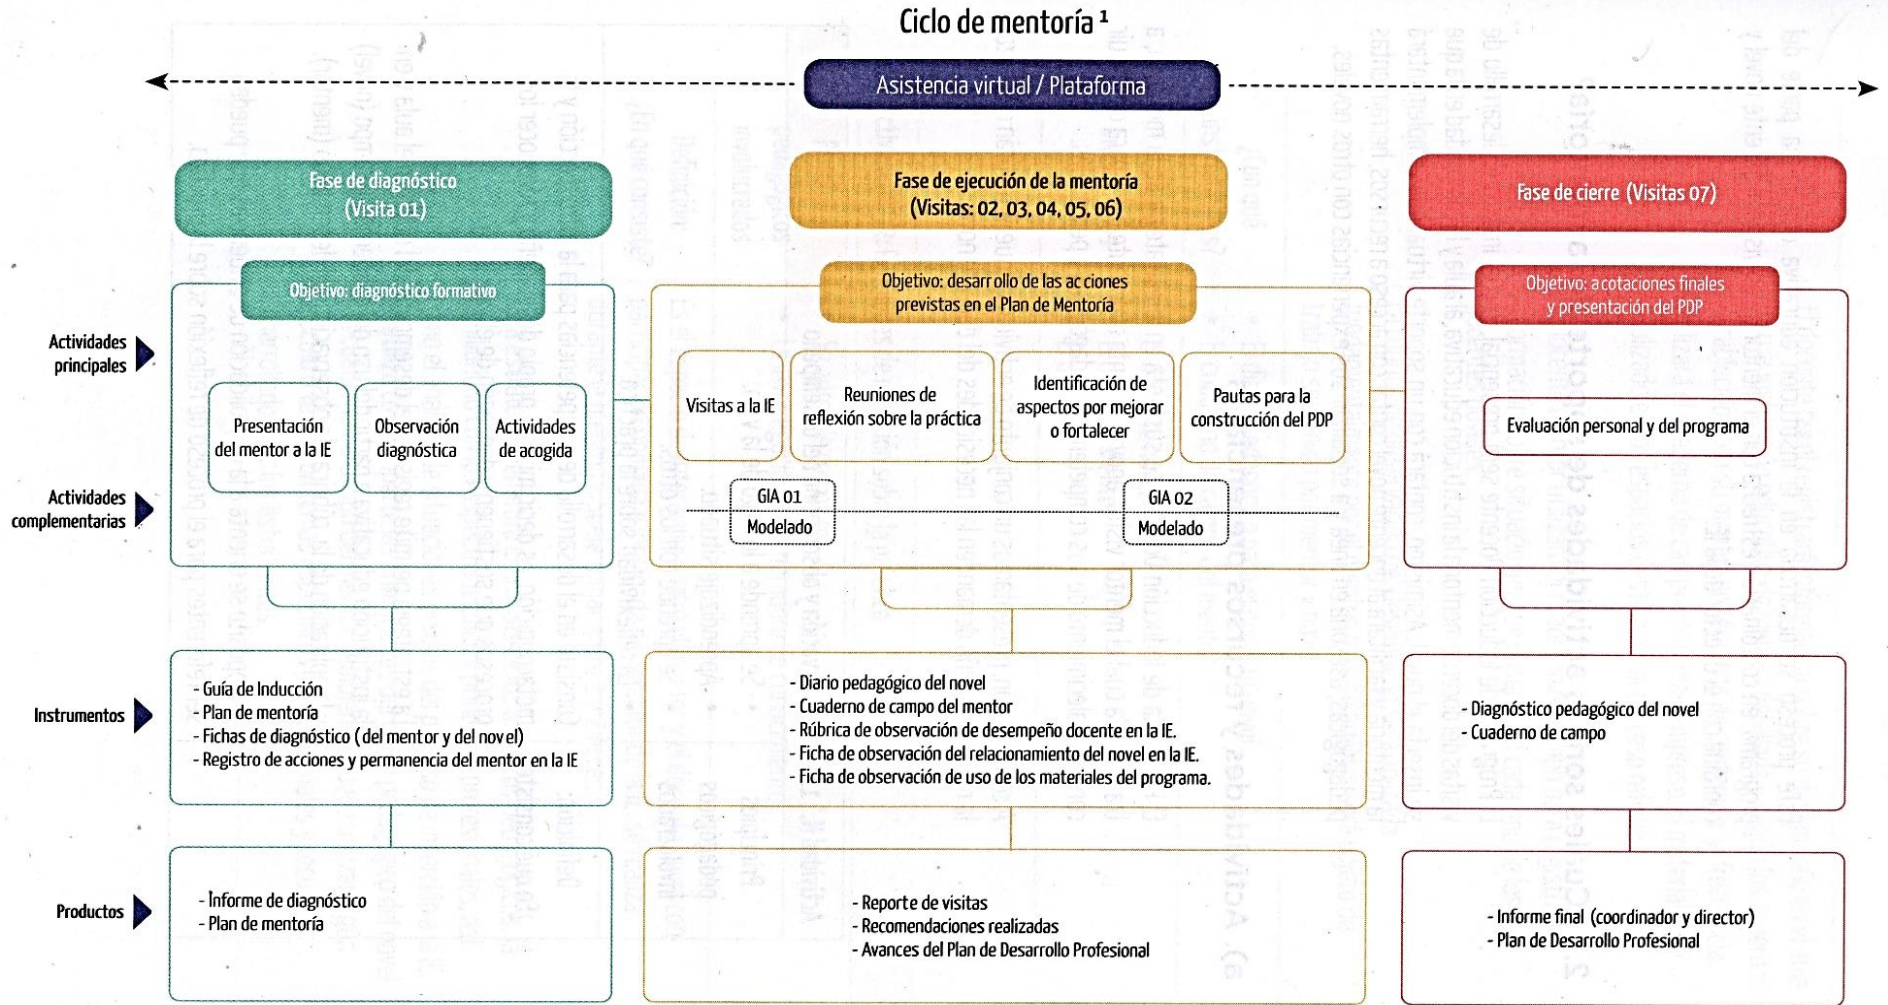 Ciclo de mentoría ¹
Asistencia virtual / Plataforma
Fase de diagnóstico
(Visita 01)
Fase de ejecución de la mentoría
(Visitas: 02, 03, 04, 05, 06)
Fase de cierre (Visitas 07)
Objetivo: diagnóstico formativo
Objetivo: desarrollo de las acciones
previstas en el Plan de Mentoría
Objetivo: acotaciones finales
y presentación del PDP
Actividades
principales
Presentación
del mentor a la IE
Observación
diagnóstica
Actividades
de acogida
Visitas a la IE
Reuniones de
reflexión sobre la práctica
Identificación de
aspectos por mejorar
o fortalecer
Pautas para la
construcción del PDP
Evaluación personal y del programa
Actividades
complementarias
GIA 01
Modelado
GIA 02
Modelado
Instrumentos
- Guía de Inducción
- Plan de mentoría
- Fichas de diagnóstico (del mentor y del novel)
- Registro de acciones y permanencia del mentor en la IE
- Diario pedagógico del novel
- Cuaderno de campo del mentor
- Rúbrica de observación de desempeño docente en la IE.
- Ficha de observación del relacionamiento del novel en la IE.
- Ficha de observación de uso de los materiales del programa.
- Diagnóstico pedagógico del novel
- Cuaderno de campo
Productos
- Informe de diagnóstico
- Plan de mentoría
- Reporte de visitas
- Recomendaciones realizadas
- Avances del Plan de Desarrollo Profesional
- Informe final (coordinador y director)
- Plan de Desarrollo Profesional